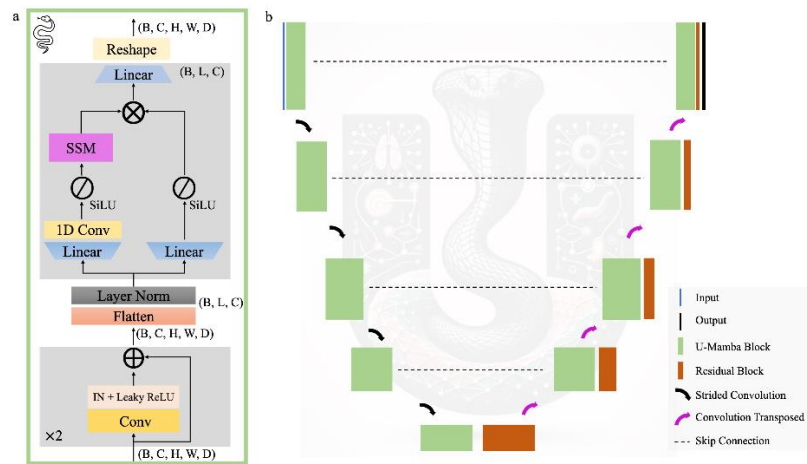 a
(B, C, H, W, D)
Reshape
Linear
(B, L, C)
SSM
SiLU
SiLU
1D Conv
Linear
Linear
Layer Norm
(B, L, C)
Flatten
(B, C, H, W, D)
IN + Leaky ReLU
Conv
×2
(B, C, H, W, D)
b
Input
Output
U-Mamba Block
Residual Block
Strided Convolution
Convolution Transposed
Skip Connection